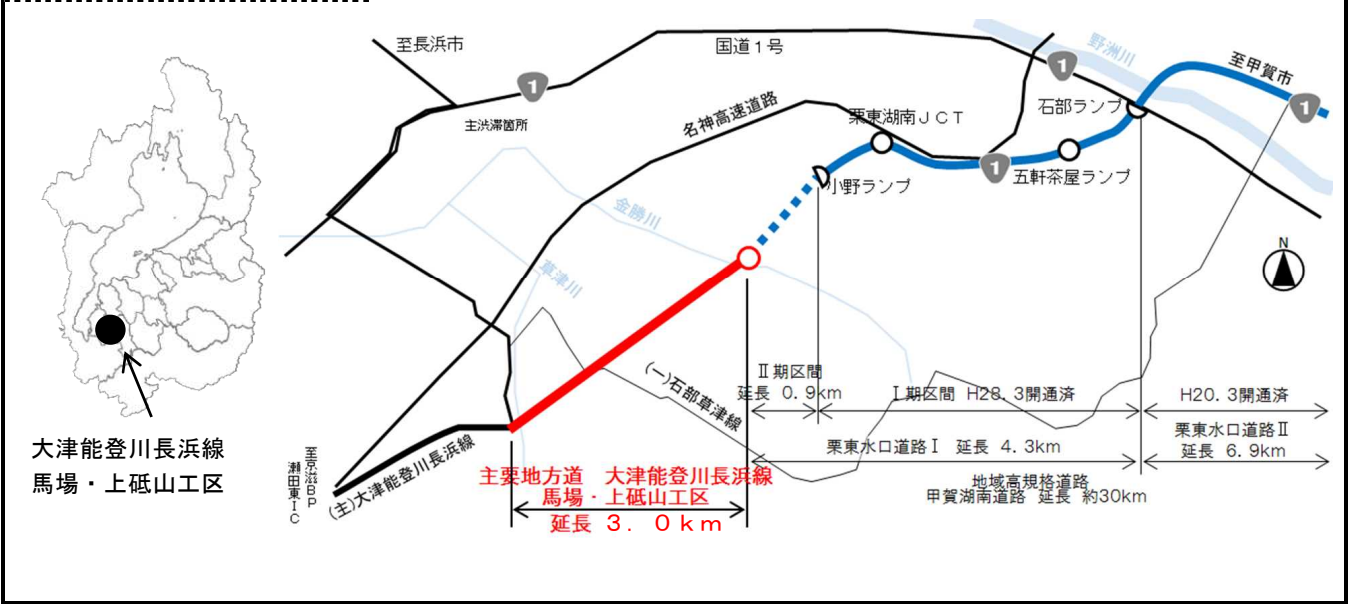 大津能登川長浜線
馬場・上砥山工区
至長浜市
1
主渋滞箇所
国道1号
名神高速道路
栗東湖南JCT
小野ランプ
1
五軒茶屋ランプ
石部ランプ
1
野洲川
至甲賀市
1
金勝川
草津川
N
(一)石部草津線
(主)大津能登川長浜線
至京滋BP
瀬田東IC
主要地方道 大津能登川長浜線
馬場・上砥山工区
延長 3.0km
Ⅱ期区間
延長 0.9km
Ⅰ期区間 H28.3開通済
H20.3開通済
栗東水口道路Ⅰ 延長 4.3km
栗東水口道路Ⅱ
延長 6.9km
地域高規格道路
甲賀湖南道路 延長 約30km